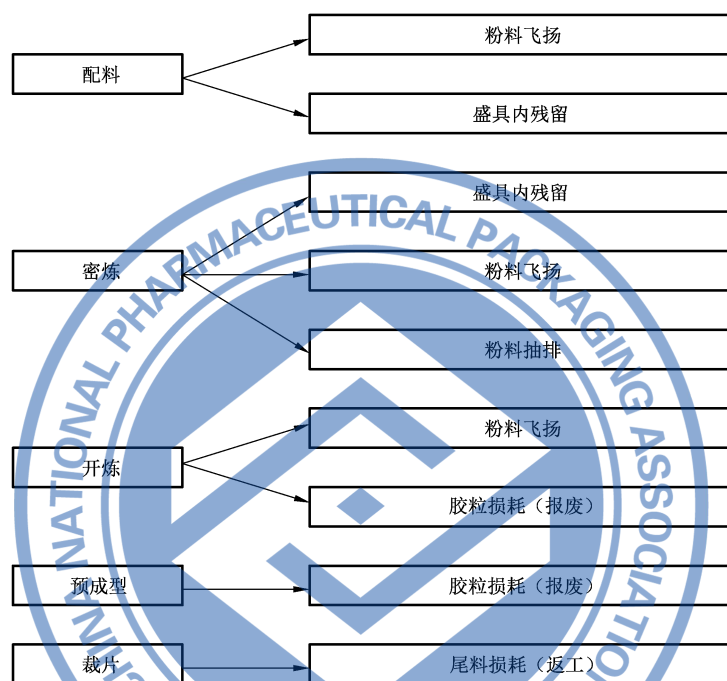 配料
粉料飞扬
盛具内残留
密炼
盛具内残留
粉料飞扬
粉料抽排
开炼
粉料飞扬
胶粒损耗（报废）
预成型
胶粒损耗（报废）
裁片
尾料损耗（返工）
CHINA NATIONAL PHARMACEUTICAL PACKAGING ASSOCIATION